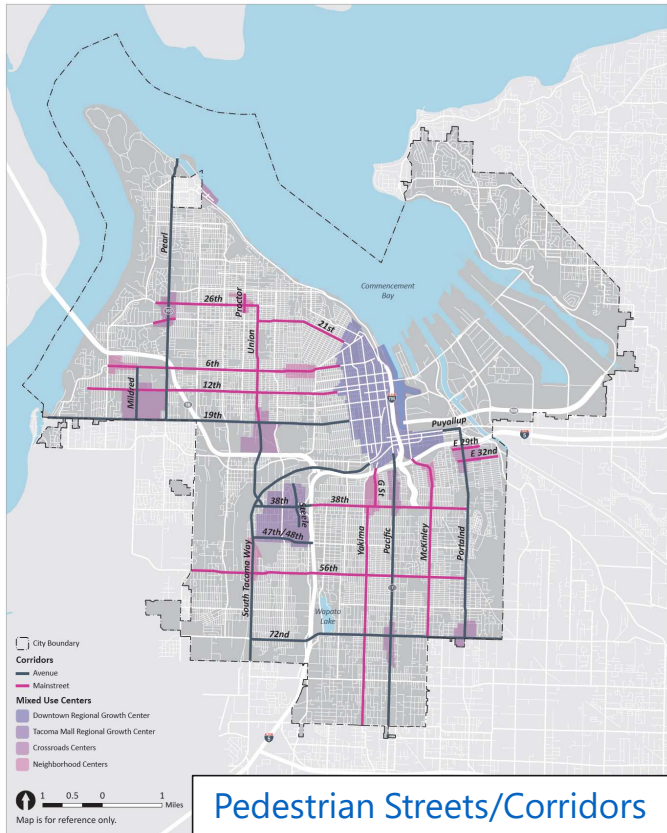 Pearl
26th
Proctor
Union
21st
Commencement
Bay
6th
12th
Mildred
19th
Puyallup
E 29th
E 32nd
38th
Steele
38th
G St
47th/48th
South Tacoma Way
Yakima
Pacific
McKinley
Portalnd
56th
Wapato
Lake
72nd
City Boundary
Corridors
Avenue
Mainstreet
Mixed Use Centers
Downtown Regional Growth Center
Tacoma Mall Regional Growth Center
Crossroads Centers
Neighborhood Centers
1 0.5 0 1
Miles
Map is for reference only.
Pedestrian Streets/Corridors